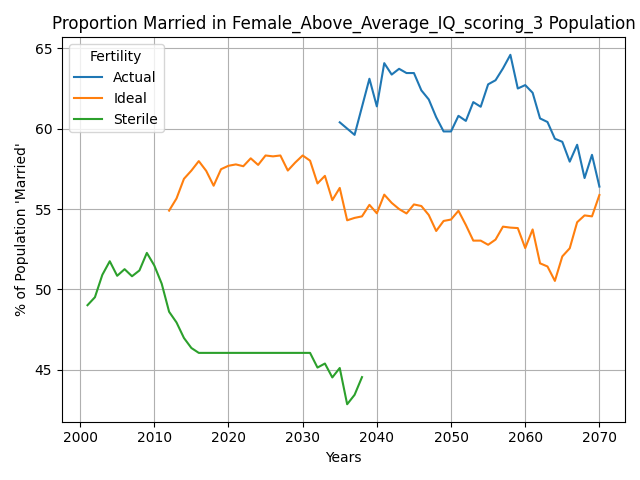 Proportion Married in Female_Above_Average_IQ_scoring_3 Population
Fertility
Actual
Ideal
Sterile
% of Population 'Married'
65
60
55
50
45
2000 2010 2020 2030 2040 2050 2060 2070
Years